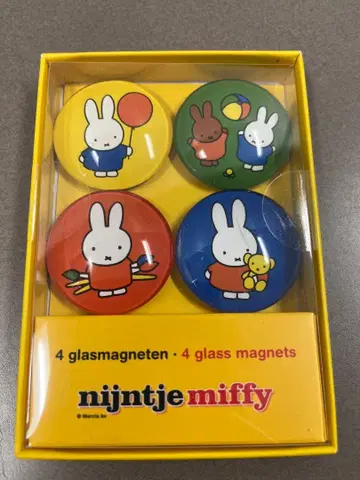 4 glasmagneten · 4 glass magnets
nijntje miffy
© Mercis bv